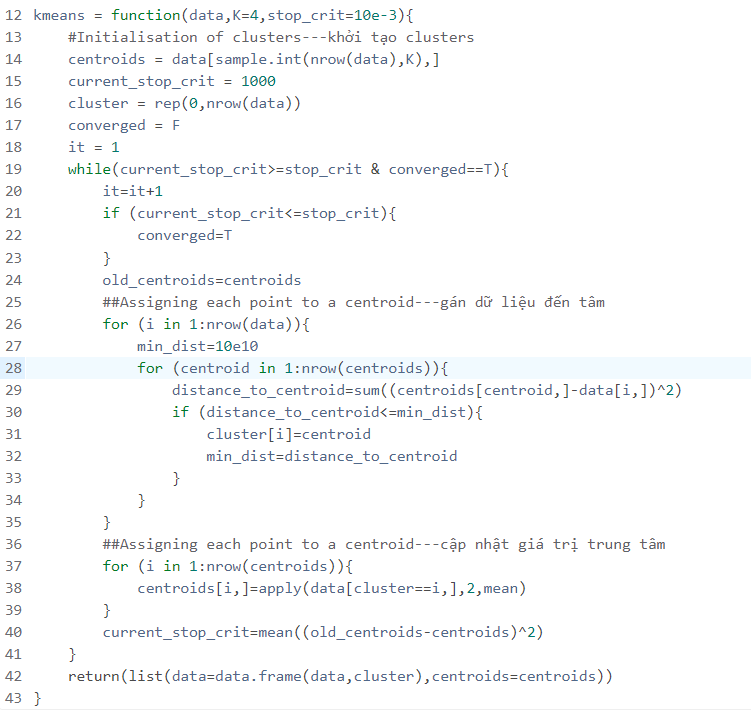 12 kmeans = function(data,K=4,stop_crit=10e-3){
13     #Initialisation of clusters---khởi tạo clusters
14     centroids = data[sample.int(nrow(data),K),]
15     current_stop_crit = 1000
16     cluster = rep(0,nrow(data))
17     converged = F
18     it = 1
19     while(current_stop_crit>=stop_crit & converged==T){
20         it=it+1
21         if (current_stop_crit<=stop_crit){
22             converged=T
23         }
24         old_centroids=centroids
25         ##Assigning each point to a centroid---gán dữ liệu đến tâm
26         for (i in 1:nrow(data)){
27             min_dist=10e10
28             for (centroid in 1:nrow(centroids)){
29                 distance_to_centroid=sum((centroids[centroid,]-data[i,])^2)
30                 if (distance_to_centroid<=min_dist){
31                     cluster[i]=centroid
32                     min_dist=distance_to_centroid
33                 }
34             }
35         }
36         ##Assigning each point to a centroid---cập nhật giá trị trung tâm
37         for (i in 1:nrow(centroids)){
38             centroids[i,]=apply(data[cluster==i,],2,mean)
39         }
40         current_stop_crit=mean((old_centroids-centroids)^2)
41     }
42     return(list(data=data.frame(data,cluster),centroids=centroids))
43 }